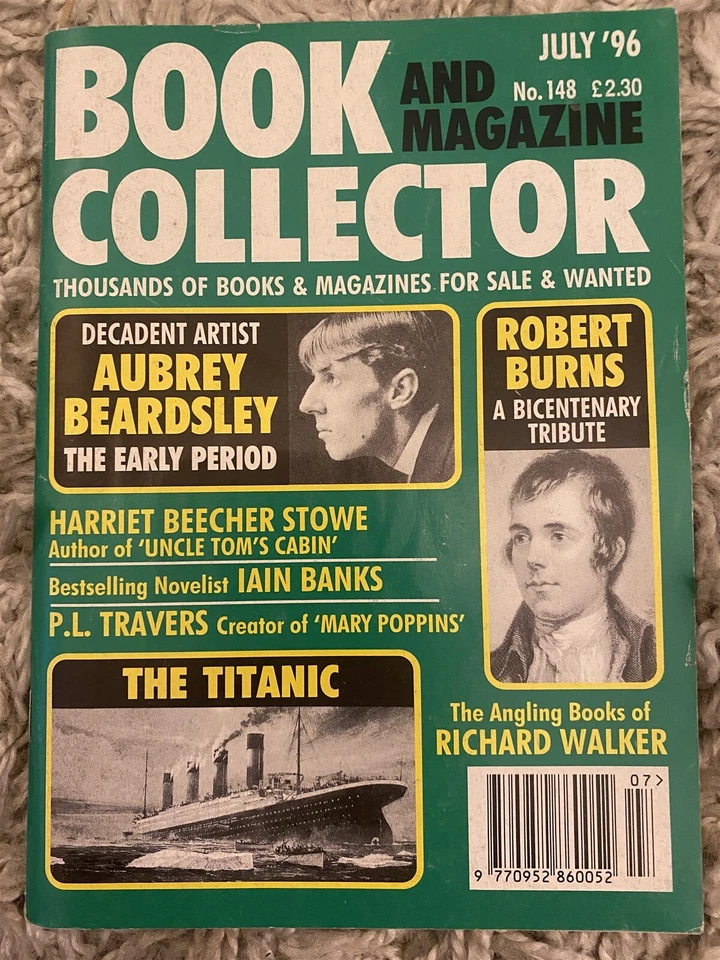 JULY '96
BOOK AND
No. 148 £2.30
MAGAZINE
COLLECTOR
THOUSANDS OF BOOKS & MAGAZINES FOR SALE & WANTED
DECADENT ARTIST
AUBREY
BEARDSLEY
THE EARLY PERIOD
ROBERT
BURNS
A BICENTENARY
TRIBUTE
HARRIET BEECHER STOWE
Author of 'UNCLE TOM'S CABIN'
Bestselling Novelist IAIN BANKS
P.L. TRAVERS Creator of 'MARY POPPINS'
THE TITANIC
The Angling Books of
RICHARD WALKER
07>
9 770952 860052